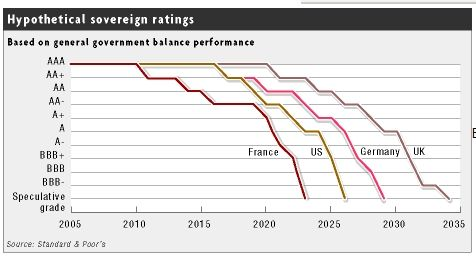 Hypothetical sovereign ratings
Based on general government balance performance
AAA
AA+
AA
AA-
A+
A
A-
BBB+
BBB
BBB-
Speculative
grade
France
US
Germany
UK
E
2005
2010
2015
2020
2025
2030
2035
Source: Standard & Poor's